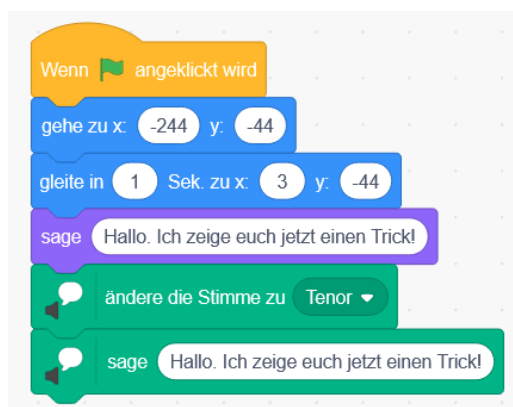 Wenn angeklickt wird
gehe zu x: -244 y: -44
gleite in 1 Sek. zu x: 3 y: -44
sage Hallo. Ich zeige euch jetzt einen Trick!
ändere die Stimme zu Tenor
sage Hallo. Ich zeige euch jetzt einen Trick!